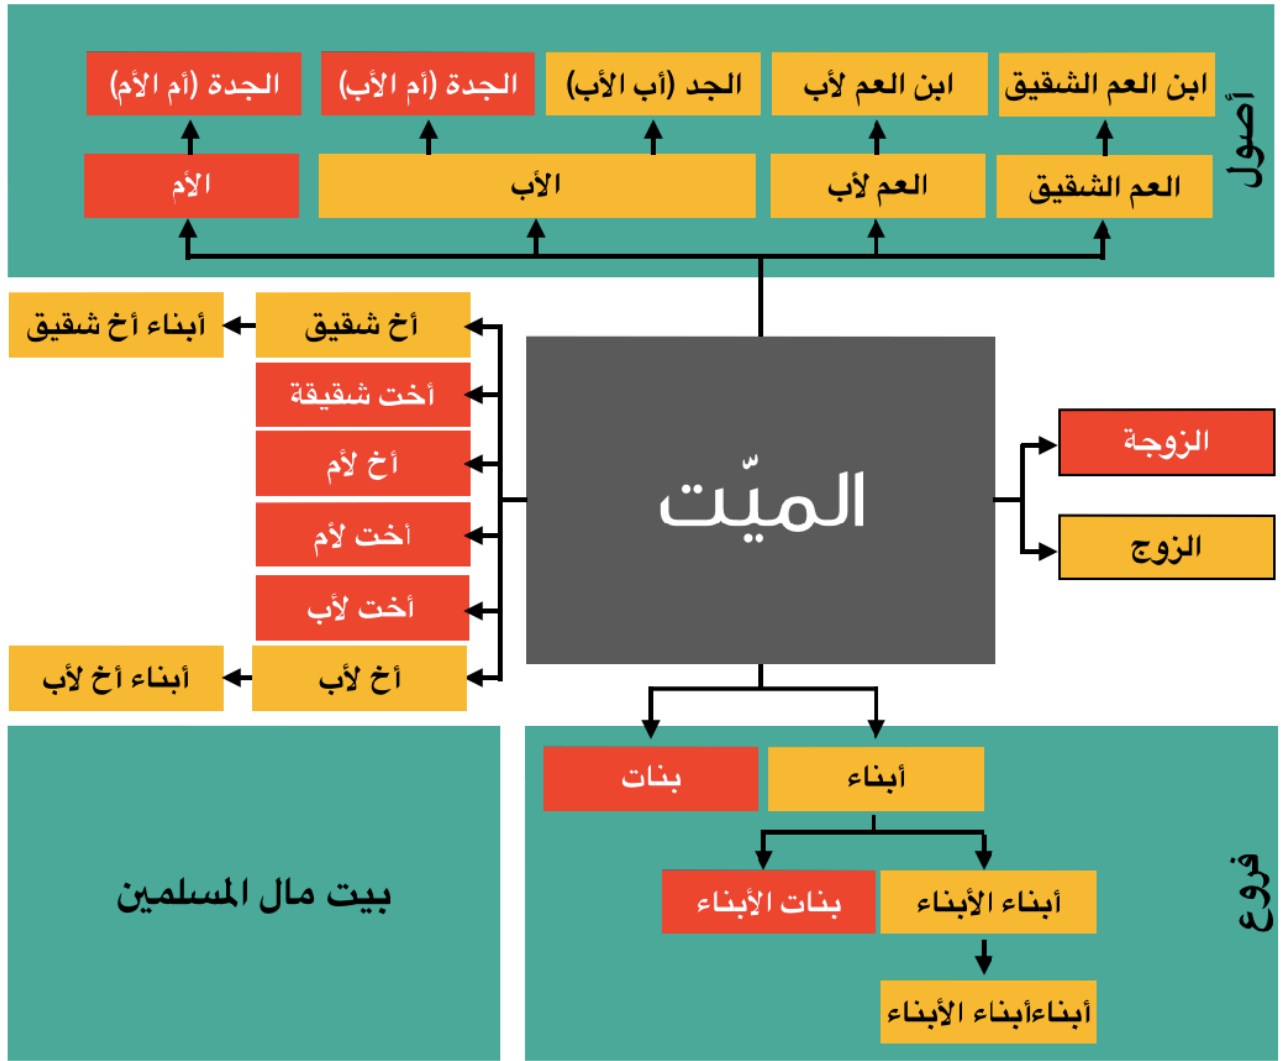 أصول
ابن العم الشقيق
ابن العم لأب
الجد (أب الأب)
الجدة (أم الأب)
الجدة (أم الأم)
العم الشقيق
العم لأب
الأب
الأم
الميّت
الزوجة
الزوج
أخ شقيق
أبناء أخ شقيق
أخت شقيقة
أخ لأم
أخت لأم
أخت لأب
أخ لأب
أبناء أخ لأب
فروع
أبناء
بنات
أبناء الأبناء
بنات الأبناء
أبناءأبناء الأبناء
بيت مال المسلمين